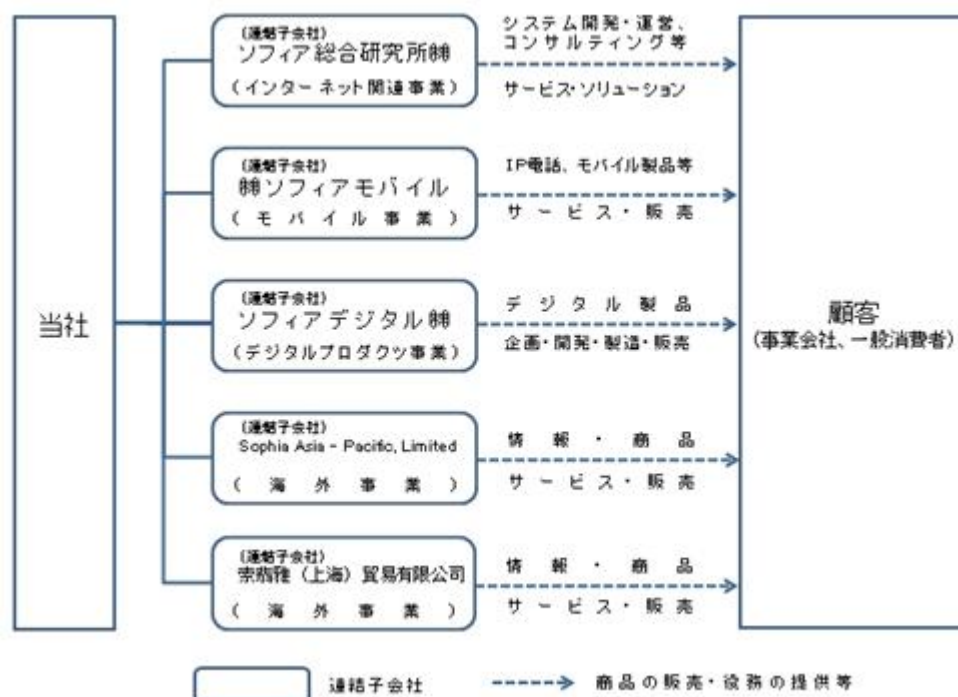 当社
(連結子会社)
ソフィア総合研究所㈱
(インターネット関連事業)
システム開発・運営、
コンサルティング等
サービス・ソリューション
(連結子会社)
㈱ソフィアモバイル
(モバイル事業)
IP電話、モバイル製品等
サービス・販売
(連結子会社)
ソフィアデジタル㈱
(デジタルプロダクツ事業)
デジタル製品
企画・開発・製造・販売
(連結子会社)
Sophia Asia - Pacific, Limited
(海外事業)
情報・商品
サービス・販売
(連結子会社)
(上海)貿易有限公司
(海外事業)
情報・商品
サービス・販売
顧客
(事業会社、一般消費者)
連結子会社
商品の販売・役務の提供等